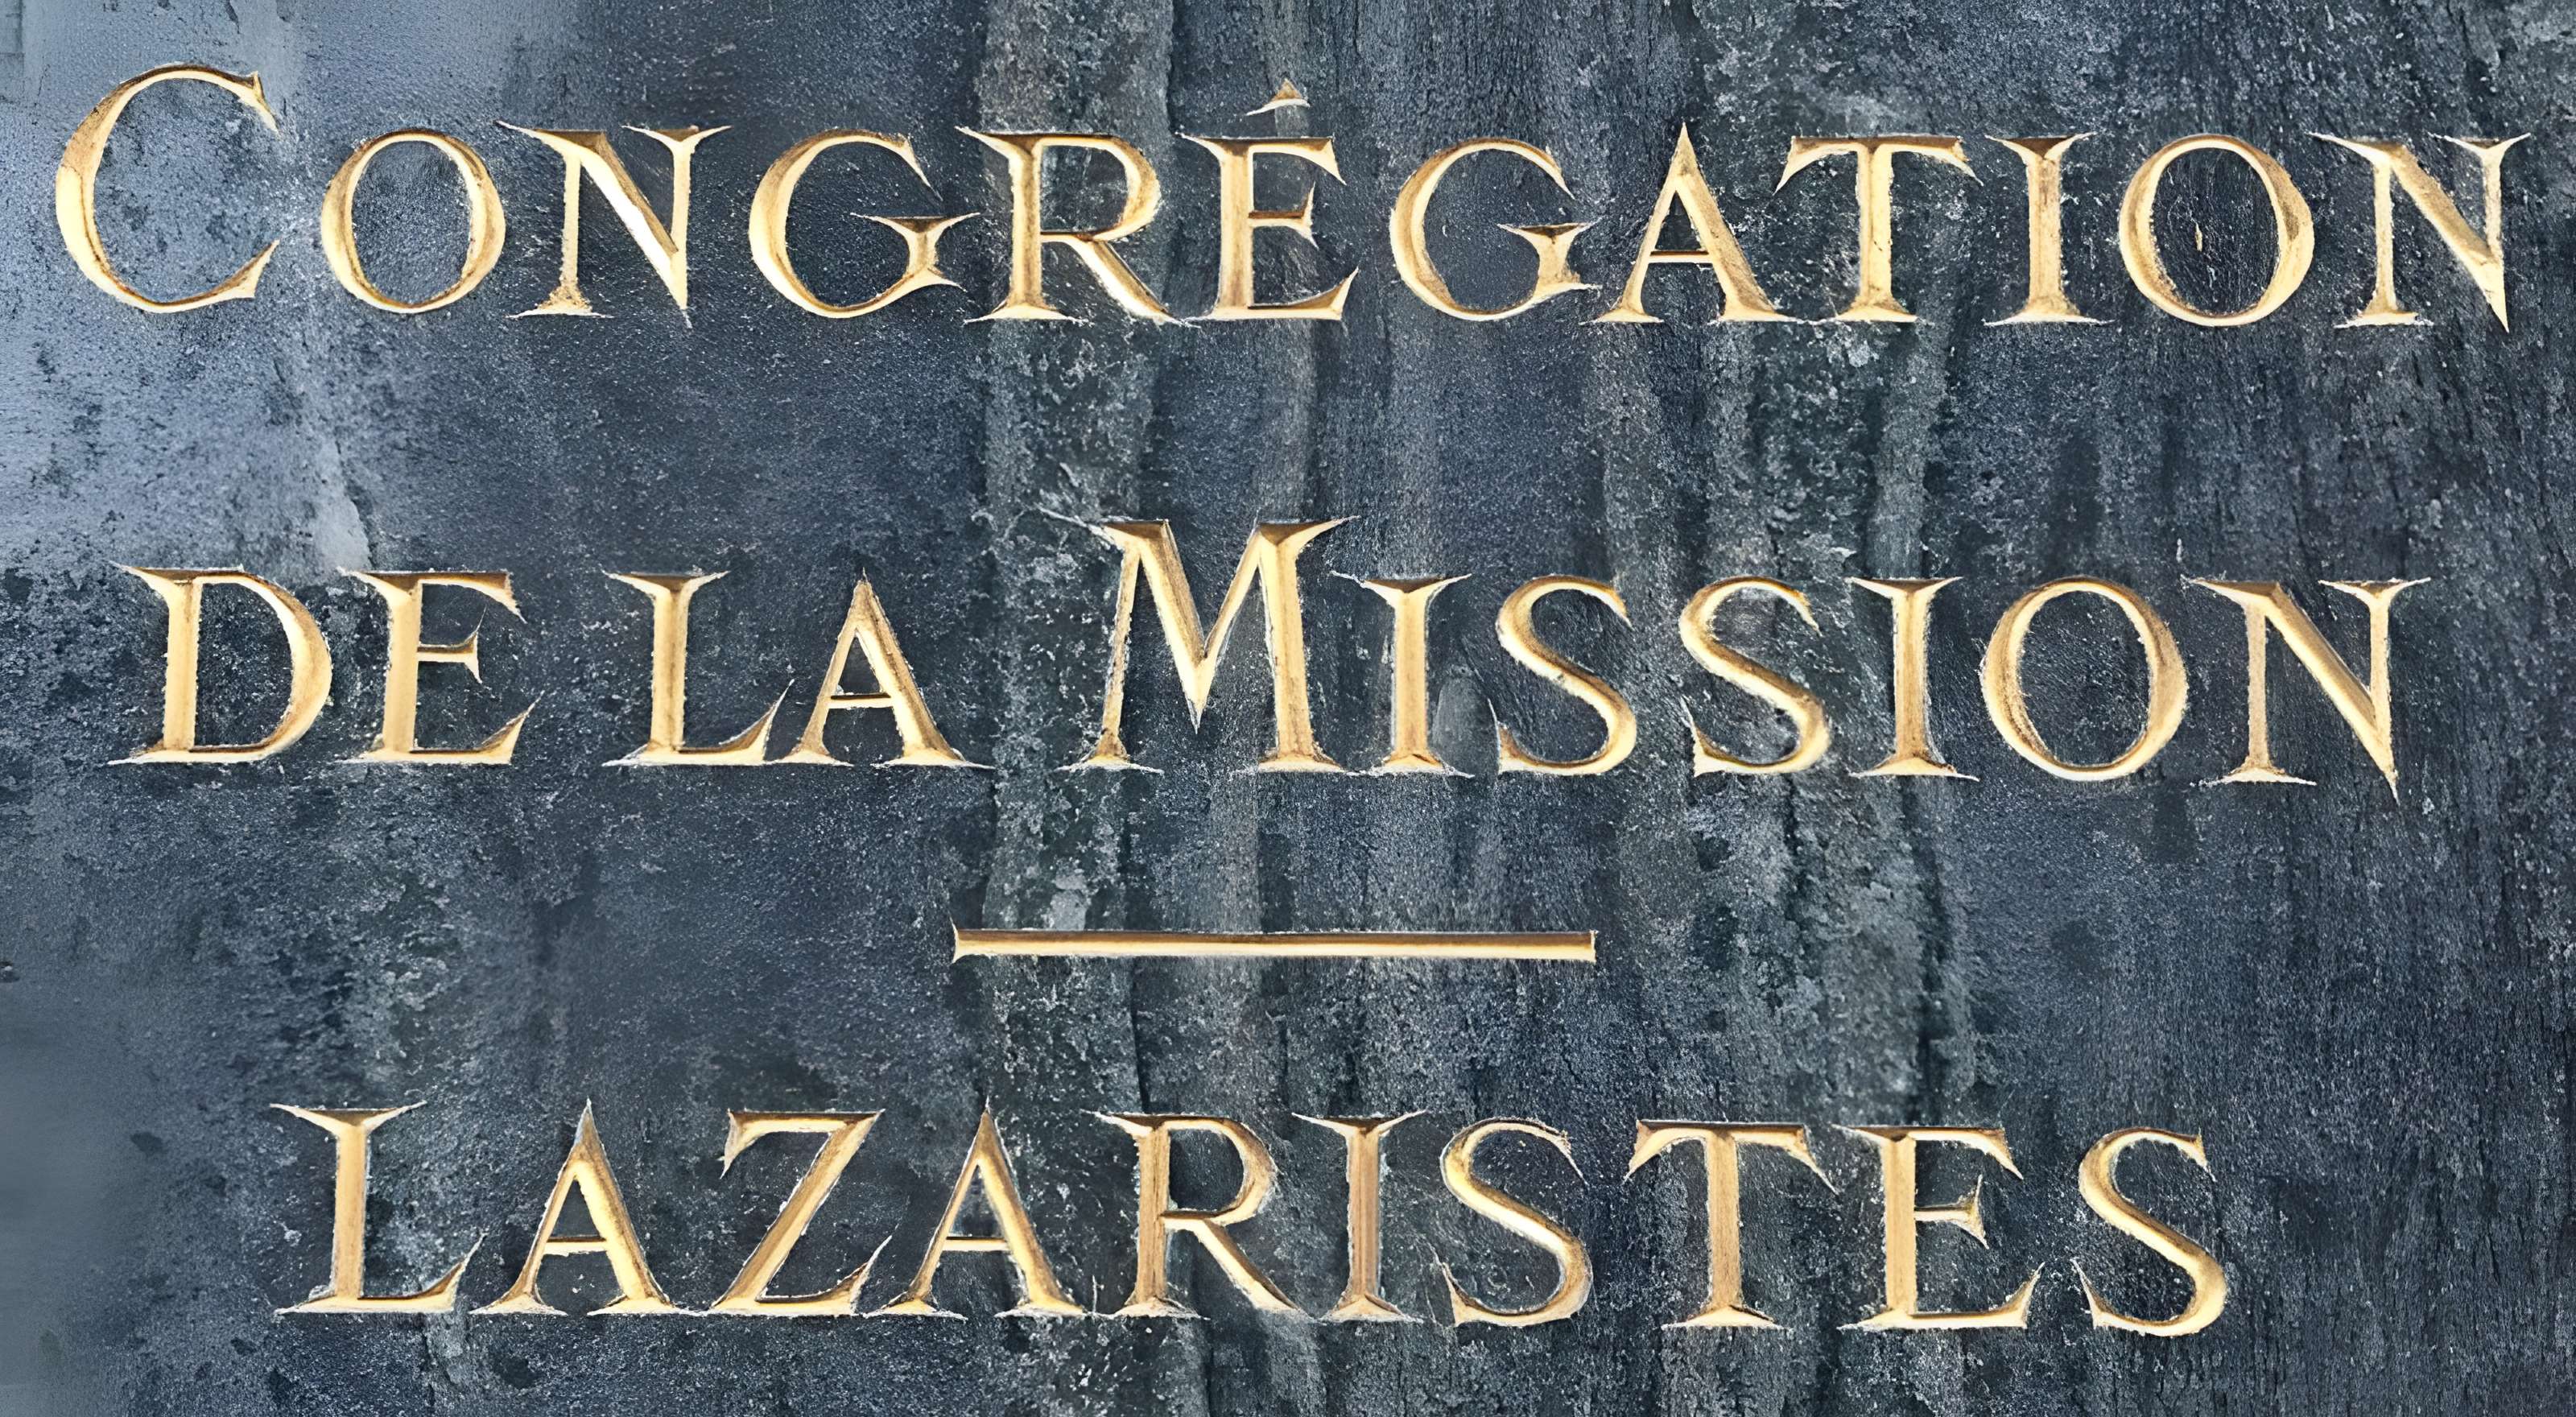 CONGRÉGATION
DE LA MISSION
LAZARISTES